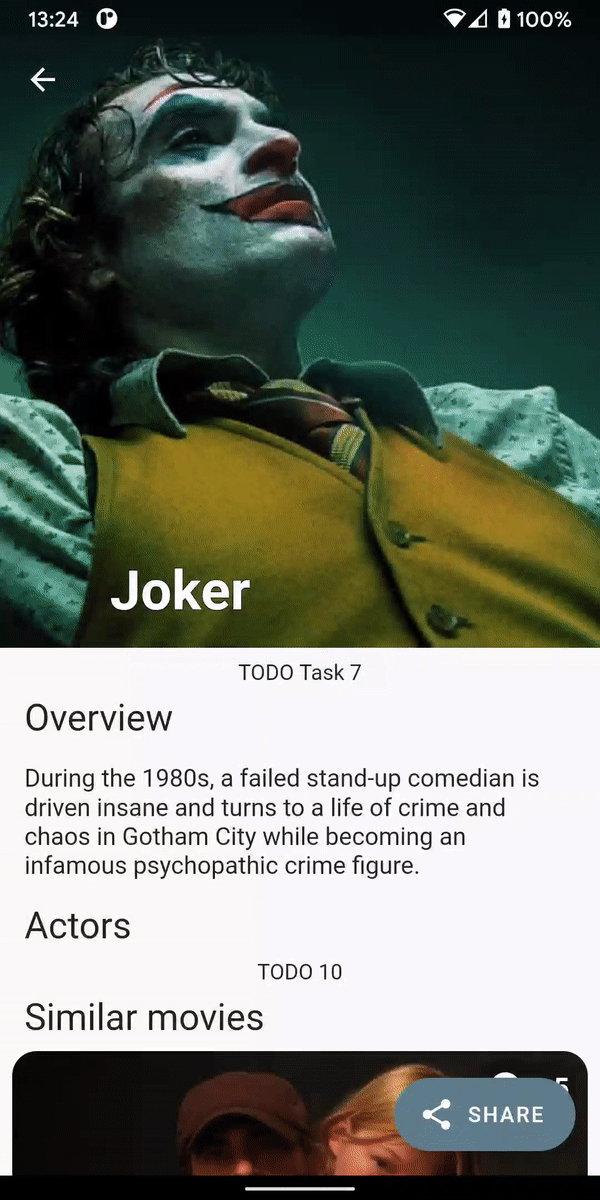 13:24
100%
Joker
TODO Task 7
Overview
During the 1980s, a failed stand-up comedian is
driven insane and turns to a life of crime and
chaos in Gotham City while becoming an
infamous psychopathic crime figure.
Actors
TODO 10
Similar movies
SHARE